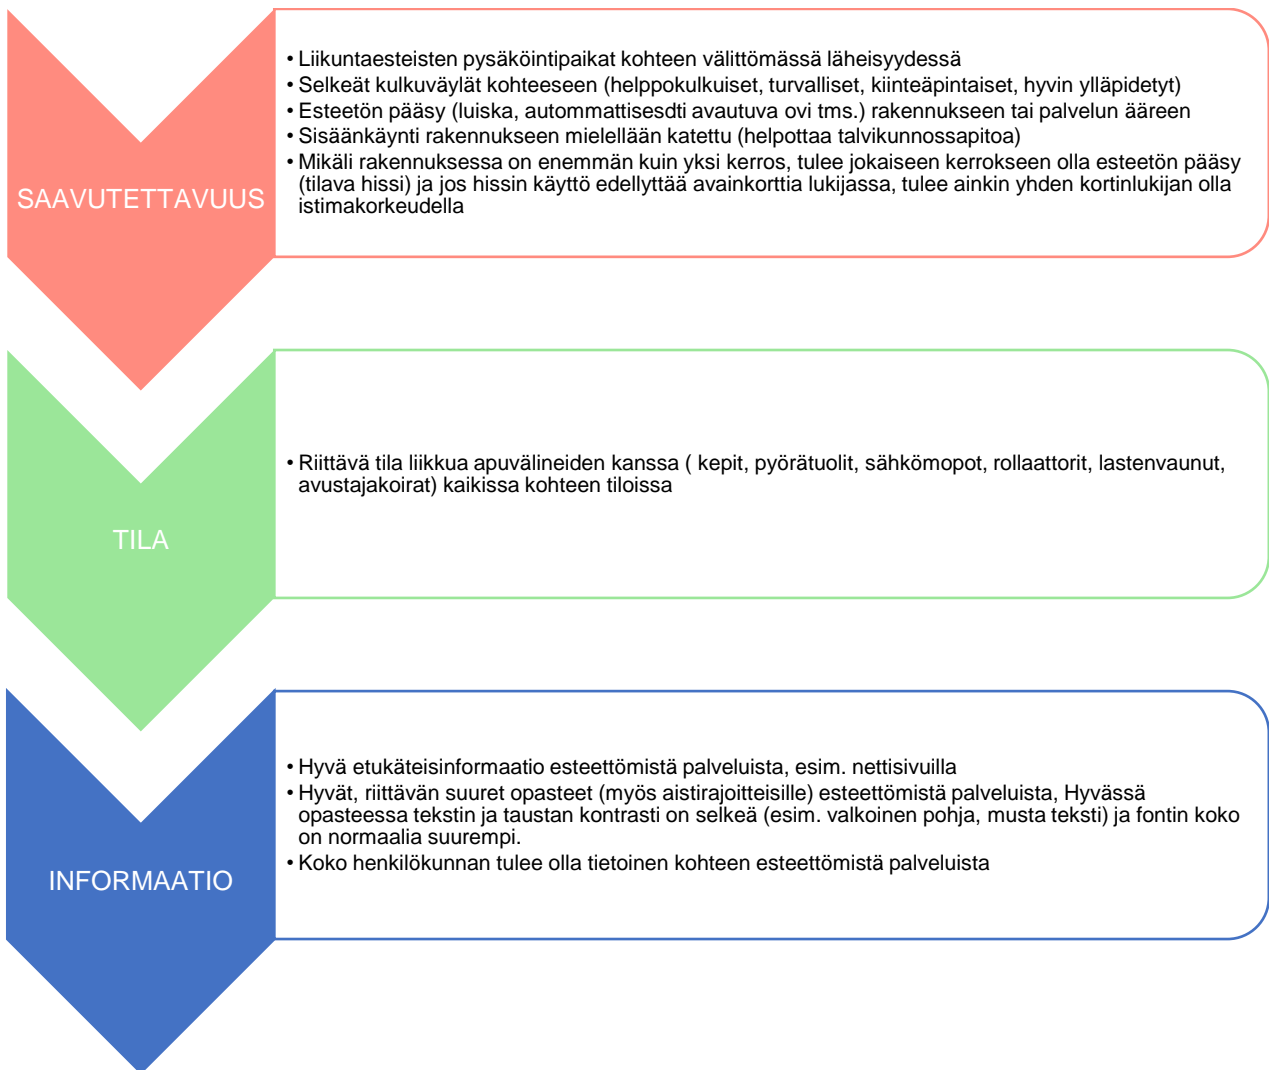 SAAVUTETTAVUUS
• Liikuntaesteisten pysäköintipaikat kohteen välittömässä läheisyydessä
• Selkeät kulkuväylät kohteeseen (helppokulkuiset, turvalliset, kiinteäpintaiset, hyvin ylläpidetyt)
• Esteetön pääsy (luiska, autommattisesdti avautuva ovi tms.) rakennukseen tai palvelun ääreen
• Sisäänkäynti rakennukseen mielellään katettu (helpottaa talvikunnossapitoa)
• Mikäli rakennuksessa on enemmän kuin yksi kerros, tulee jokaiseen kerrokseen olla esteetön pääsy
(tilava hissi) ja jos hissin käyttö edellyttää avainkorttia lukijassa, tulee ainkin yhden kortinlukijan olla
istimakorkeudella
TILA
• Riittävä tila liikkua apuvälineiden kanssa ( kepit, pyörätuolit, sähkömopot, rollaattorit, lastenvaunut,
avustajakoirat) kaikissa kohteen tiloissa
INFORMAATIO
• Hyvä etukäteisinformaatio esteettömistä palveluista, esim. nettisivuilla
• Hyvät, riittävän suuret opasteet (myös aistirajoitteisille) esteettömistä palveluista, Hyvässä
opasteessa tekstin ja taustan kontrasti on selkeä (esim. valkoinen pohja, musta teksti) ja fontin koko
on normaalia suurempi.
• Koko henkilökunnan tulee olla tietoinen kohteen esteettömistä palveluista